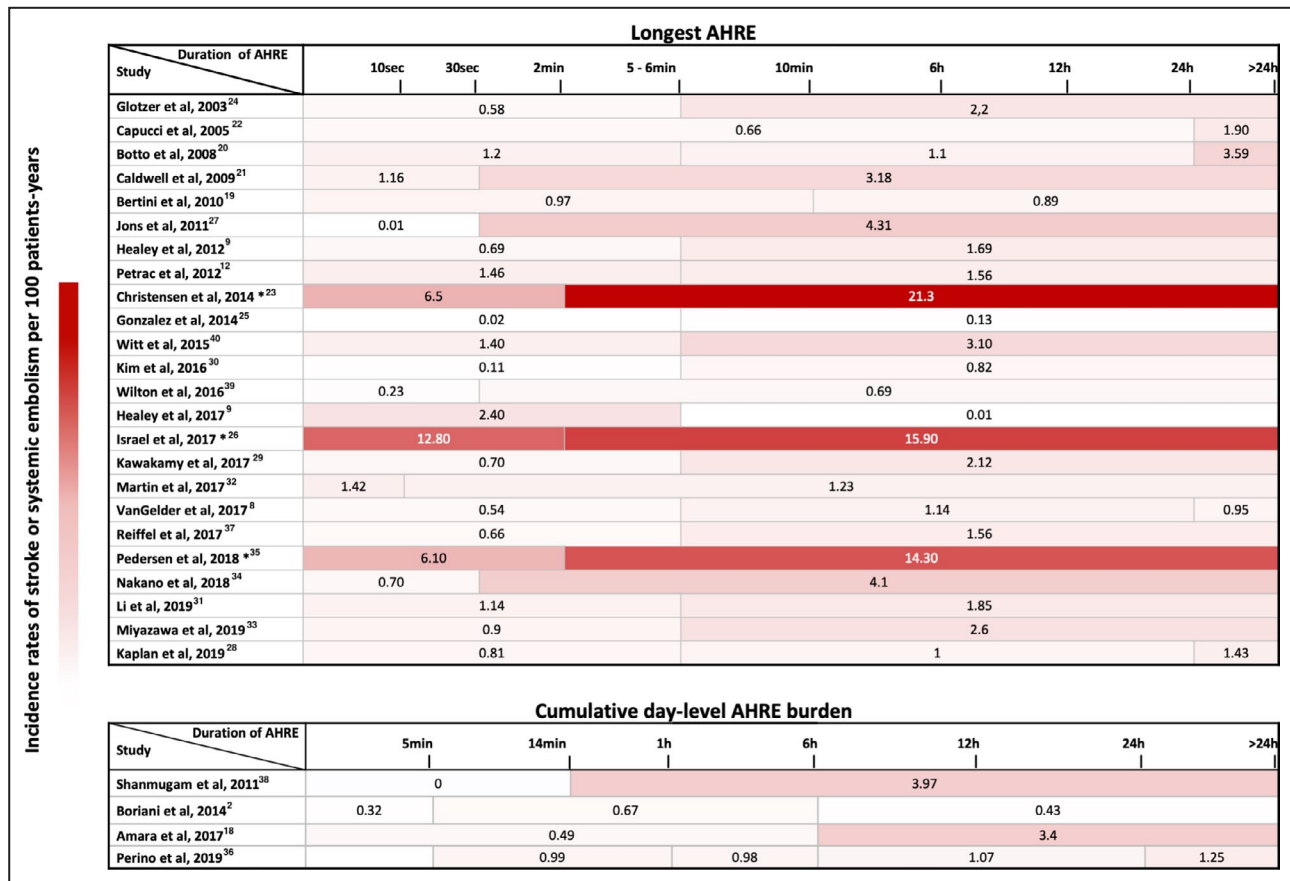 Incidence rates of stroke or systemic embolism per 100 patients-years
Longest AHRE
Duration of AHRE
Study
10sec 30sec 2min 5 - 6min 10min 6h 12h 24h >24h
Glotzer et al, 2003 24 0.58 2,2
Capucci et al, 2005 22 0.66 1.90
Botto et al, 2008 20 1.2 1.1 3.59
Caldwell et al, 2009 21 1.16 3.18
Bertini et al, 2010 19 0.97 0.89
Jons et al, 2011 27 0.01 4.31
Healey et al, 2012 9 0.69 1.69
Petrac et al, 2012 12 1.46 1.56
Christensen et al, 2014 * 23 6.5 21.3
Gonzalez et al, 2014 25 0.02 0.13
Witt et al, 2015 40 1.40 3.10
Kim et al, 2016 30 0.11 0.82
Wilton et al, 2016 39 0.23 0.69
Healey et al, 2017 9 2.40 0.01
Israel et al, 2017 * 26 12.80 15.90
Kawakamy et al, 2017 29 0.70 2.12
Martin et al, 2017 32 1.42 1.23
VanGelder et al, 2017 8 0.54 1.14 0.95
Reiffel et al, 2017 37 0.66 1.56
Pedersen et al, 2018 * 35 6.10 14.30
Nakano et al, 2018 34 0.70 4.1
Li et al, 2019 31 1.14 1.85
Miyazawa et al, 2019 33 0.9 2.6
Kaplan et al, 2019 28 0.81 1 1.43
Cumulative day-level AHRE burden
Duration of AHRE
Study
5min 14min 1h 6h 12h 24h >24h
Shanmugam et al, 2011 38 0 3.97
Boriani et al, 2014 2 0.32 0.67 0.43
Amara et al, 2017 18 0.49 3.4
Perino et al, 2019 36 0.99 0.98 1.07 1.25